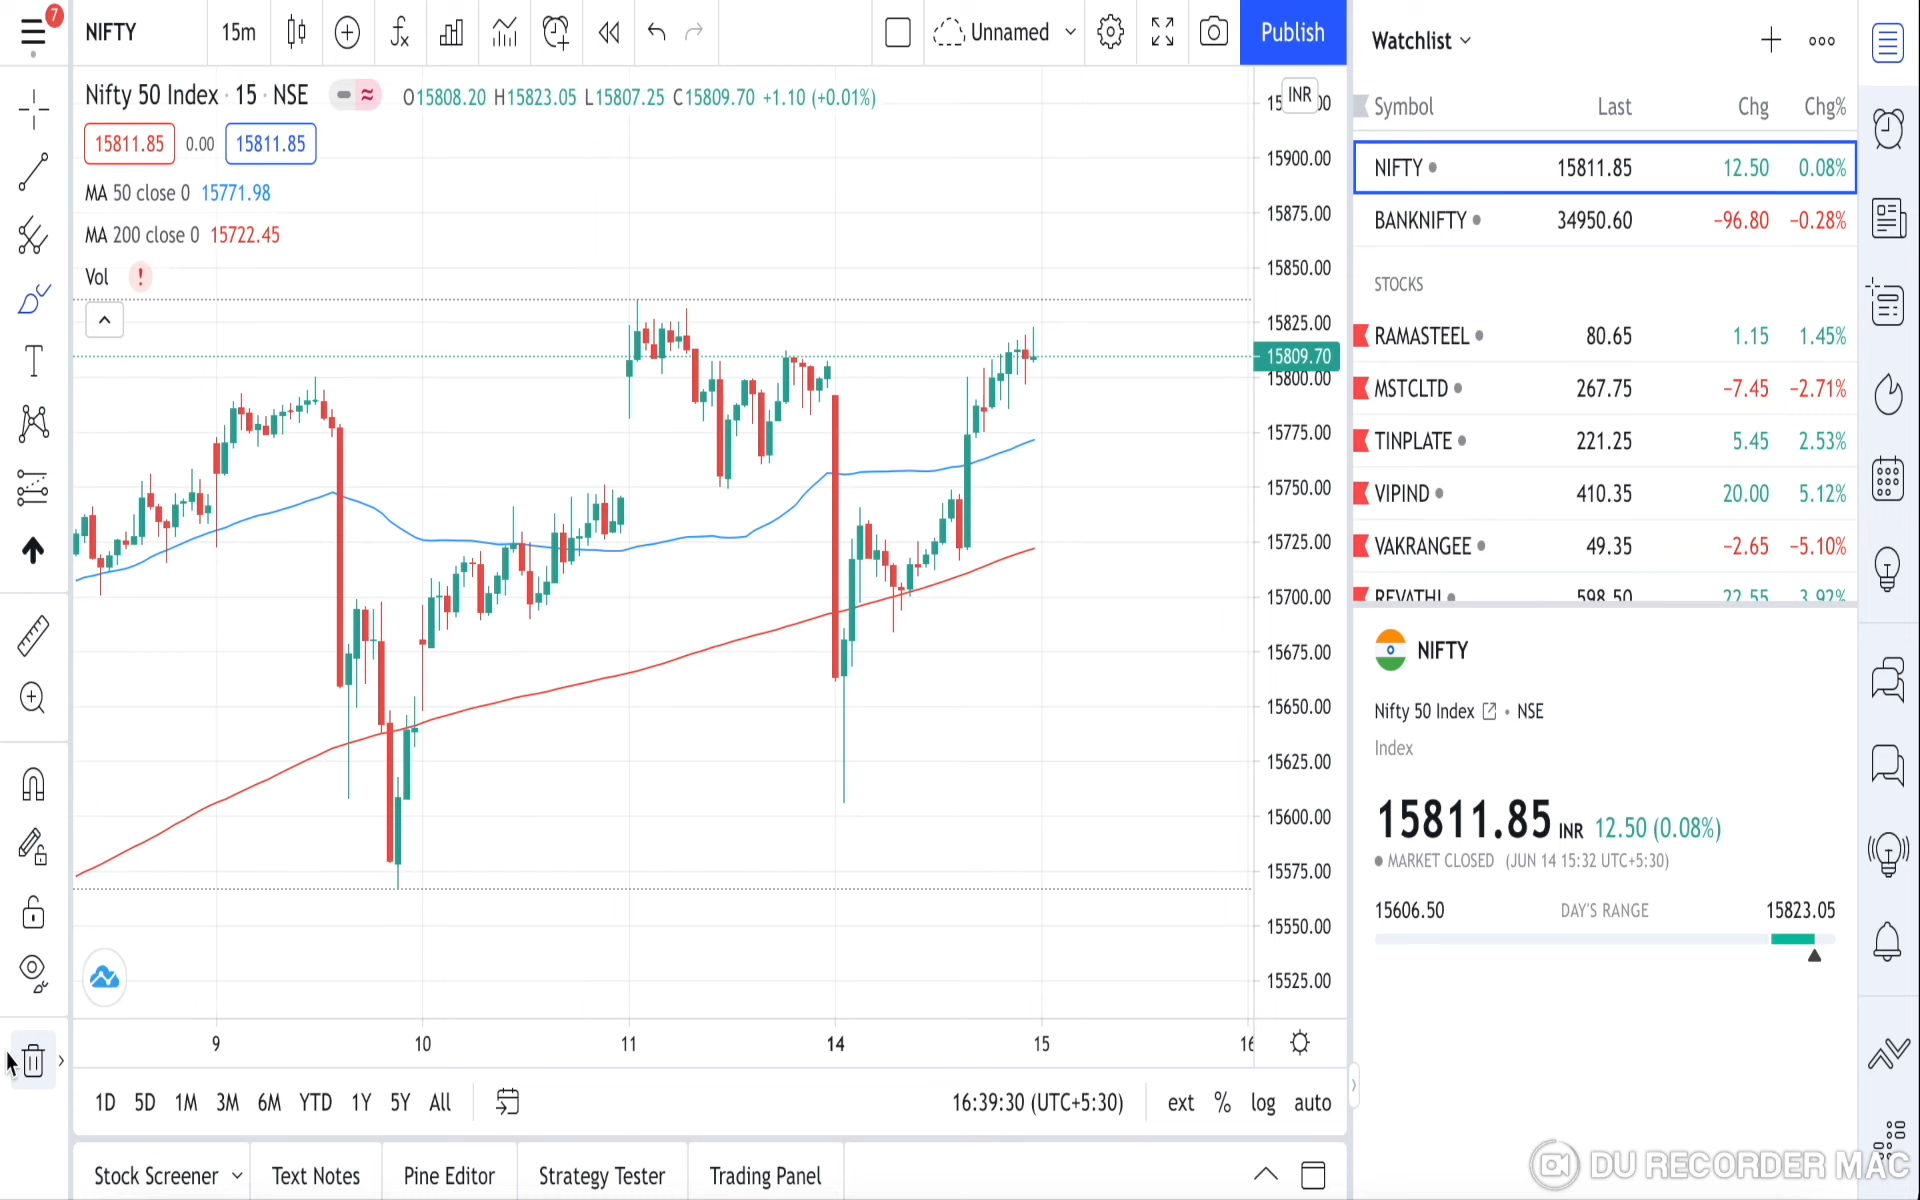 7
NIFTY
15m
Unnamed
Publish
Nifty 50 Index · 15 · NSE
O15808.20 H15823.05 L15807.25 C15809.70 +1.10 (+0.01%)
15811.85 0.00 15811.85
MA 50 close 0 15771.98
MA 200 close 0 15722.45
Vol !
INR
15900.00
15875.00
15850.00
15825.00
15809.70
15800.00
15775.00
15750.00
15725.00
15700.00
15675.00
15650.00
15625.00
15600.00
15575.00
15550.00
15525.00
9 10 11 14 15 16
1D 5D 1M 3M 6M YTD 1Y 5Y All
16:39:30 (UTC+5:30) ext % log auto
Stock Screener Text Notes Pine Editor Strategy Tester Trading Panel
Watchlist
Symbol Last Chg Chg%
NIFTY 15811.85 12.50 0.08%
BANKNIFTY 34950.60 −96.80 −0.28%
STOCKS
RAMASTEEL 80.65 1.15 1.45%
MSTCLTD 267.75 −7.45 −2.71%
TINPLATE 221.25 5.45 2.53%
VIPIND 410.35 20.00 5.12%
VAKRANGEE 49.35 −2.65 −5.10%
REVATHI 598.50 22.55 3.92%
NIFTY
Nifty 50 Index • NSE
Index
15811.85 INR 12.50 (0.08%)
MARKET CLOSED (JUN 14 15:32 UTC+5:30)
15606.50 DAY'S RANGE 15823.05
DU RECORDER MAC